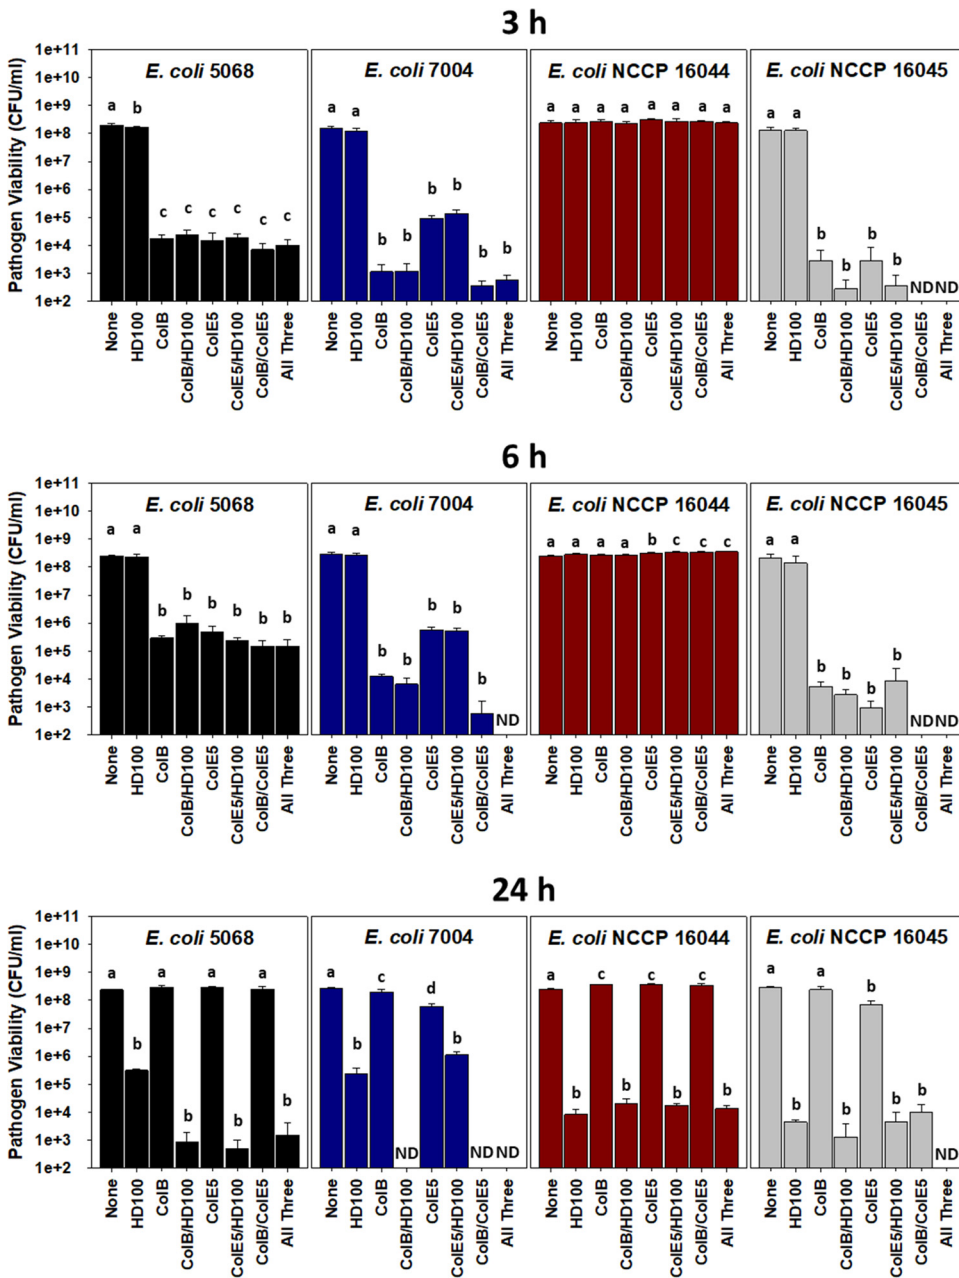 3 h
Pathogen Viability (CFU/ml)
1e+11
1e+10
1e+9
1e+8
1e+7
1e+6
1e+5
1e+4
1e+3
1e+2
E. coli 5068
a b c c c c c c
None
HD100
ColB
ColB/HD100
ColE5
ColE5/HD100
ColB/ColE5
All Three
E. coli 7004
a a b b b b b b
None
HD100
ColB
ColB/HD100
ColE5
ColE5/HD100
ColB/ColE5
All Three
E. coli NCCP 16044
a a a a a a a a
None
HD100
ColB
ColB/HD100
ColE5
ColE5/HD100
ColB/ColE5
All Three
E. coli NCCP 16045
a a b b b b ND ND
None
HD100
ColB
ColB/HD100
ColE5
ColE5/HD100
ColB/ColE5
All Three
6 h
Pathogen Viability (CFU/ml)
1e+11
1e+10
1e+9
1e+8
1e+7
1e+6
1e+5
1e+4
1e+3
1e+2
E. coli 5068
a a b b b b b b
None
HD100
ColB
ColB/HD100
ColE5
ColE5/HD100
ColB/ColE5
All Three
E. coli 7004
a a b b b b b ND
None
HD100
ColB
ColB/HD100
ColE5
ColE5/HD100
ColB/ColE5
All Three
E. coli NCCP 16044
a a a a b c c c
None
HD100
ColB
ColB/HD100
ColE5
ColE5/HD100
ColB/ColE5
All Three
E. coli NCCP 16045
a a b b b b ND ND
None
HD100
ColB
ColB/HD100
ColE5
ColE5/HD100
ColB/ColE5
All Three
24 h
Pathogen Viability (CFU/ml)
1e+11
1e+10
1e+9
1e+8
1e+7
1e+6
1e+5
1e+4
1e+3
1e+2
E. coli 5068
a b a b a b a b
None
HD100
ColB
ColB/HD100
ColE5
ColE5/HD100
ColB/ColE5
All Three
E. coli 7004
a b c ND d b ND ND
None
HD100
ColB
ColB/HD100
ColE5
ColE5/HD100
ColB/ColE5
All Three
E. coli NCCP 16044
a b c b c b c b
None
HD100
ColB
ColB/HD100
ColE5
ColE5/HD100
ColB/ColE5
All Three
E. coli NCCP 16045
a b a b b b b ND
None
HD100
ColB
ColB/HD100
ColE5
ColE5/HD100
ColB/ColE5
All Three